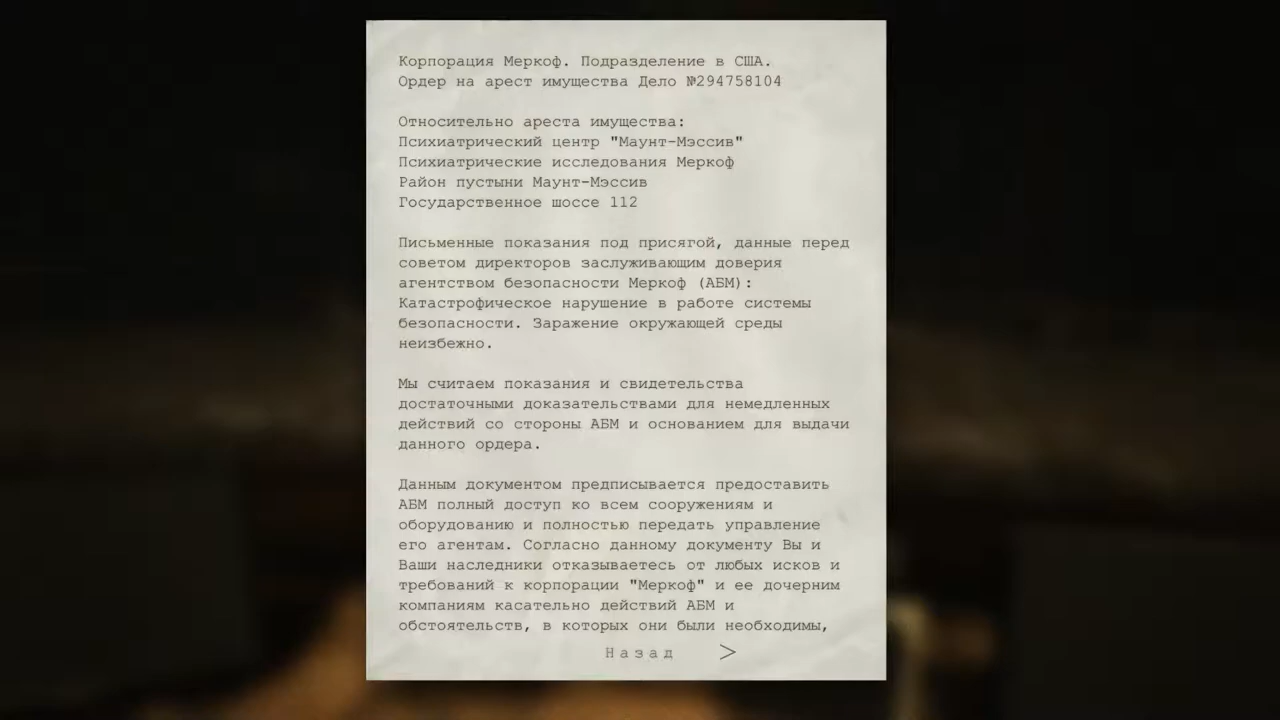 Корпорация Меркоф. Подразделение в США.
Ордер на арест имущества Дело №294758104
Относительно ареста имущества:
Психиатрический центр "Маунт-Мэссив"
Психиатрические исследования Меркоф
Район пустыни Маунт-Мэссив
Государственное шоссе 112
Письменные показания под присягой, данные перед
советом директоров заслуживающим доверия
агентством безопасности Меркоф (АБМ):
Катастрофическое нарушение в работе системы
безопасности. Заражение окружающей среды
неизбежно.
Мы считаем показания и свидетельства
достаточными доказательствами для немедленных
действий со стороны АБМ и основанием для выдачи
данного ордера.
Данным документом предписывается предоставить
АБМ полный доступ ко всем сооружениям и
оборудованию и полностью передать управление
его агентам. Согласно данному документу Вы и
Ваши наследники отказываетесь от любых исков и
требований к корпорации "Меркоф" и ее дочерним
компаниям касательно действий АБМ и
обстоятельств, в которых они были необходимы,
Назад >